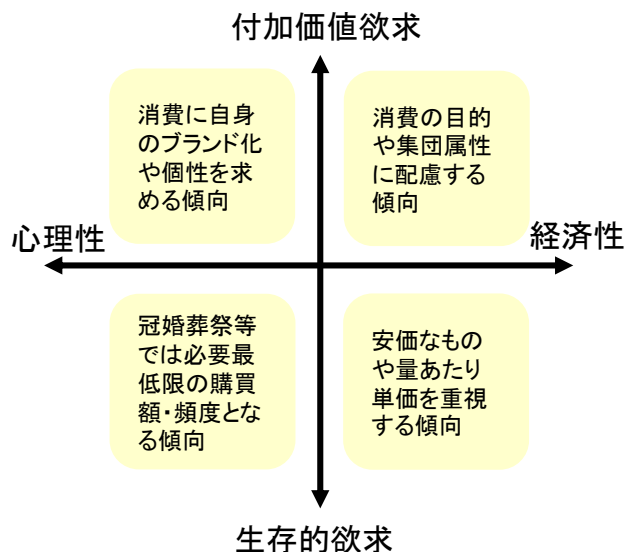 付加価値欲求
消費に自身
のブランド化
や個性を求
める傾向
消費の目的
や集団属性
に配慮する
傾向
心理性
経済性
冠婚葬祭等
では必要最
低限の購買
額・頻度とな
る傾向
安価なもの
や量あたり
単価を重視
する傾向
生存的欲求